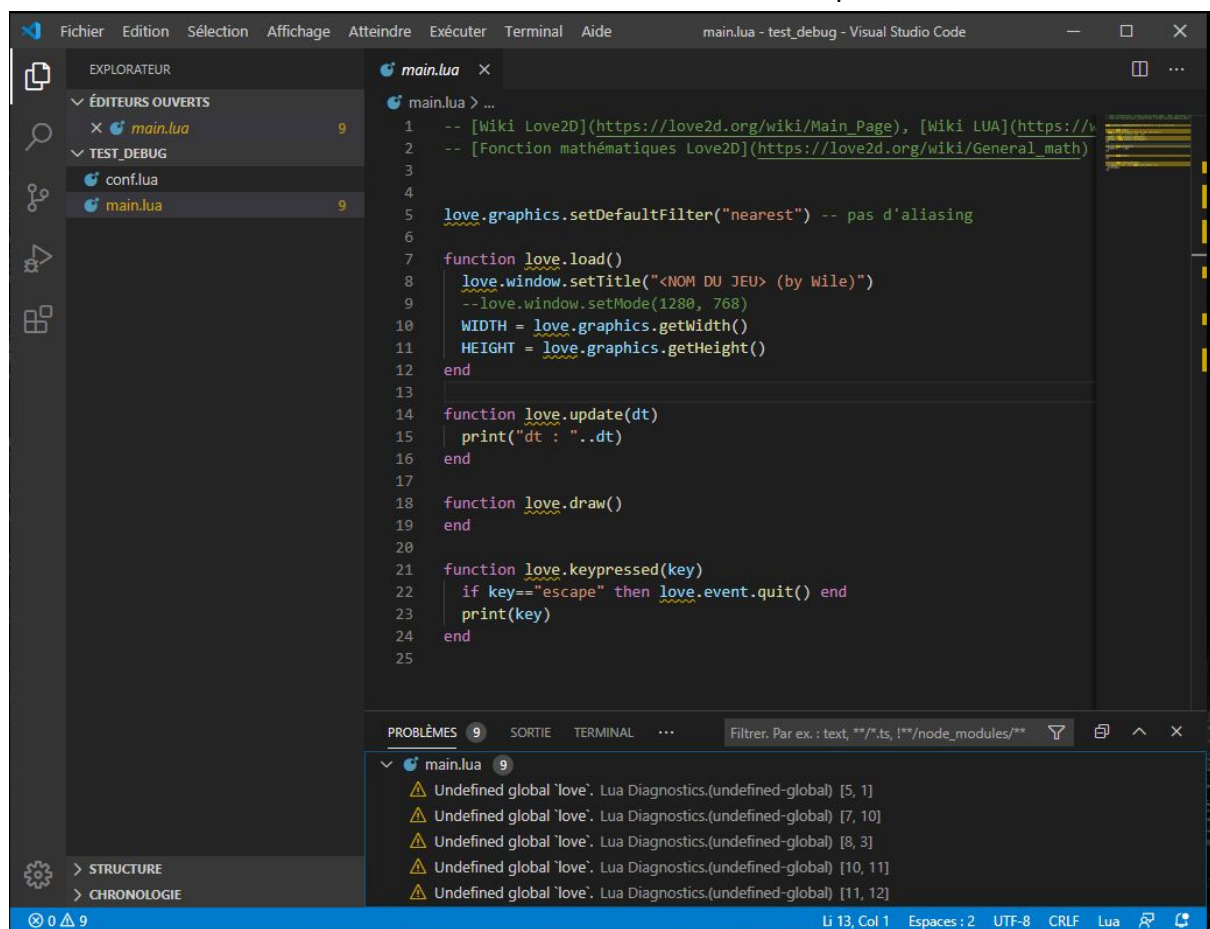 Fichier Edition Sélection Affichage Atteindre Exécuter Terminal Aide main.lua - test_debug - Visual Studio Code
EXPLORATEUR
ÉDITEURS OUVERTS
main.lua 9
TEST_DEBUG
conf.lua
main.lua 9
STRUCTURE
CHRONOLOGIE
main.lua
main.lua > ...
1 -- [Wiki Love2D](https://love2d.org/wiki/Main_Page), [Wiki LUA](https://w
2 -- [Fonction mathématiques Love2D](https://love2d.org/wiki/General_math)
3
4
5 love.graphics.setDefaultFilter("nearest") -- pas d'aliasing
6
7 function love.load()
8 love.window.setTitle("<NOM DU JEU> (by Wile)")
9 --love.window.setMode(1280, 768)
10 WIDTH = love.graphics.getWidth()
11 HEIGHT = love.graphics.getHeight()
12 end
13
14 function love.update(dt)
15 print("dt : "..dt)
16 end
17
18 function love.draw()
19 end
20
21 function love.keypressed(key)
22 if key=="escape" then love.event.quit() end
23 print(key)
24 end
25
PROBLÈMES 9 SORTIE TERMINAL ... Filtrer. Par ex. : text, **/*.ts, !**/node_modules/**
main.lua 9
Undefined global `love`. Lua Diagnostics.(undefined-global) [5, 1]
Undefined global `love`. Lua Diagnostics.(undefined-global) [7, 10]
Undefined global `love`. Lua Diagnostics.(undefined-global) [8, 3]
Undefined global `love`. Lua Diagnostics.(undefined-global) [10, 11]
Undefined global `love`. Lua Diagnostics.(undefined-global) [11, 12]
0 9 Li 13, Col 1 Espaces : 2 UTF-8 CRLF Lua